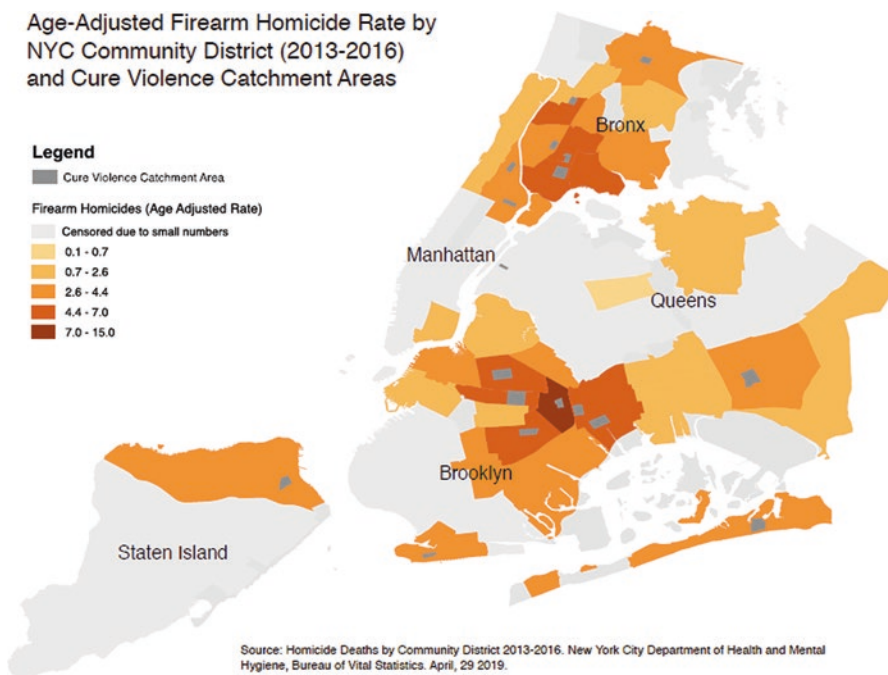 Age-Adjusted Firearm Homicide Rate by
NYC Community District (2013-2016)
and Cure Violence Catchment Areas
Legend
Cure Violence Catchment Area
Firearm Homicides (Age Adjusted Rate)
Censored due to small numbers
0.1 - 0.7
0.7 - 2.6
2.6 - 4.4
4.4 - 7.0
7.0 - 15.0
Bronx
Manhattan
Queens
Brooklyn
Staten Island
Source: Homicide Deaths by Community District 2013-2016. New York City Department of Health and Mental
Hygiene, Bureau of Vital Statistics. April, 29 2019.